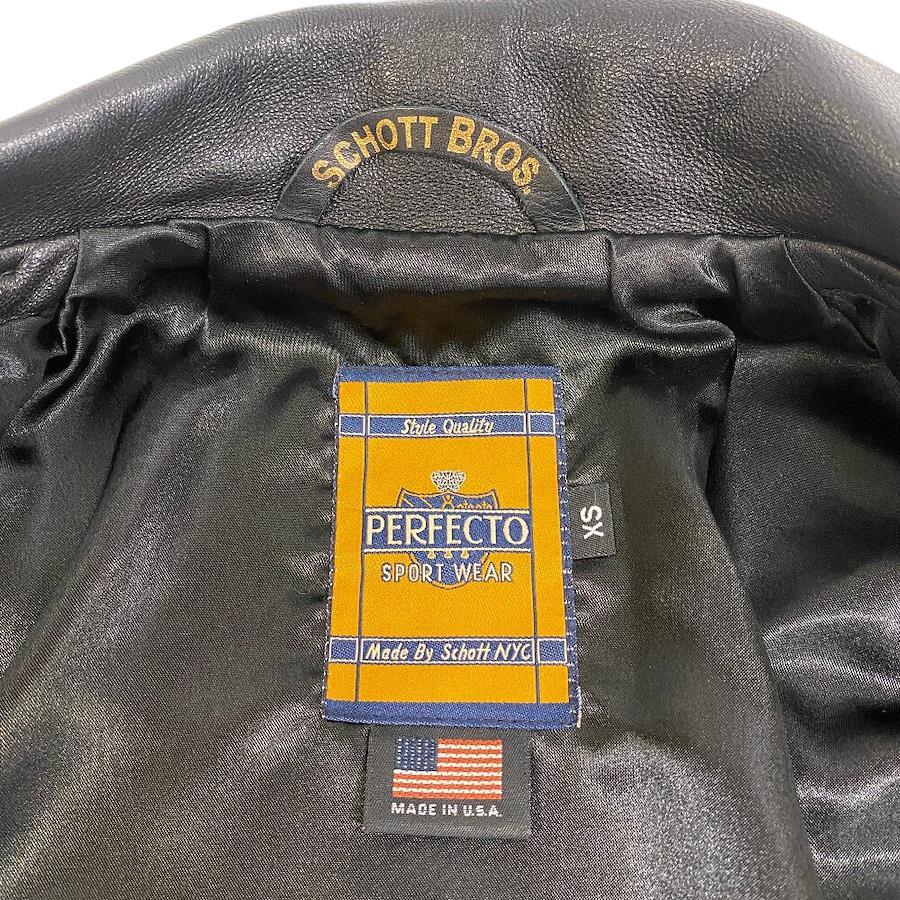 SCHOTT BROS.
Style Quality
PERFECTO
SPORT WEAR
XS
Made By Schott NYC
MADE IN U.S.A.